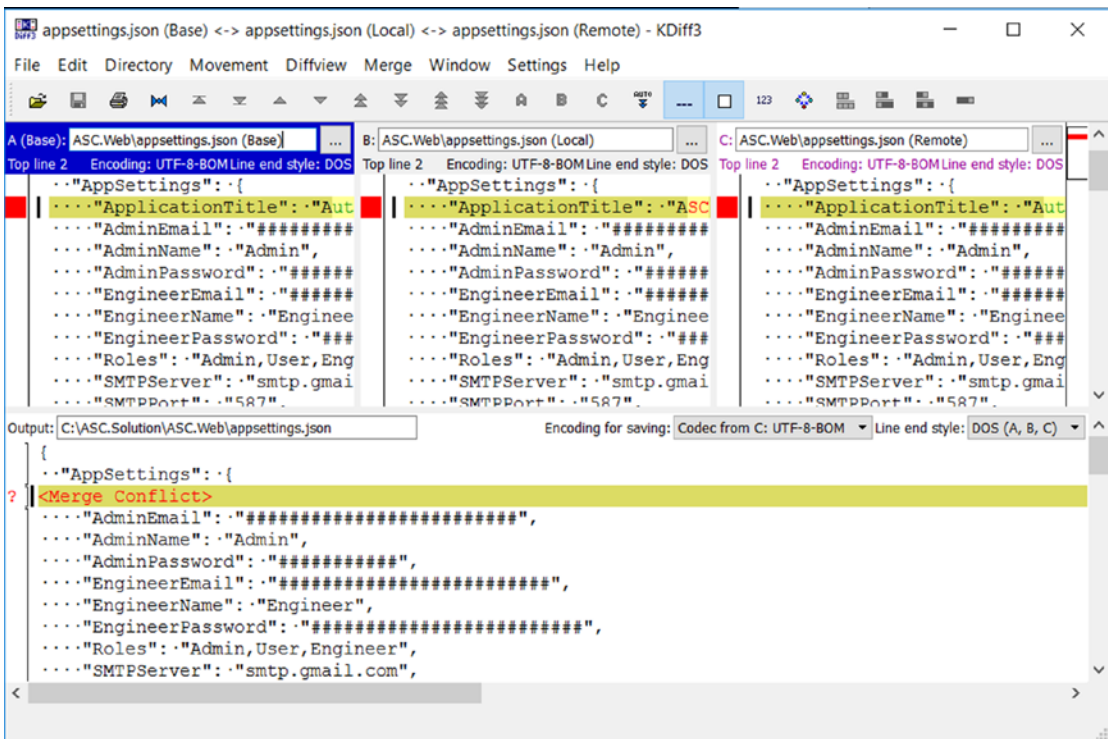 appsettings.json (Base) <-> appsettings.json (Local) <-> appsettings.json (Remote) - KDiff3
File Edit Directory Movement Diffview Merge Window Settings Help
A B C AUTO 123
A (Base): ASC.Web\appsettings.json (Base) ... B: ASC.Web\appsettings.json (Local) ... C: ASC.Web\appsettings.json (Remote) ...
Top line 2 Encoding: UTF-8-BOM Line end style: DOS Top line 2 Encoding: UTF-8-BOM Line end style: DOS Top line 2 Encoding: UTF-8-BOM Line end style: DOS
··"AppSettings":·{ ··"AppSettings":·{ ··"AppSettings":·{
····"ApplicationTitle":·"Aut ····"ApplicationTitle":·"ASC ····"ApplicationTitle":·"Aut
····"AdminEmail":·"######### ····"AdminEmail":·"######### ····"AdminEmail":·"#########
····"AdminName":·"Admin", ····"AdminName":·"Admin", ····"AdminName":·"Admin",
····"AdminPassword":·"###### ····"AdminPassword":·"###### ····"AdminPassword":·"######
····"EngineerEmail":·"###### ····"EngineerEmail":·"###### ····"EngineerEmail":·"######
····"EngineerName":·"Enginee ····"EngineerName":·"Enginee ····"EngineerName":·"Enginee
····"EngineerPassword":·"### ····"EngineerPassword":·"### ····"EngineerPassword":·"###
····"Roles":·"Admin,User,Eng ····"Roles":·"Admin,User,Eng ····"Roles":·"Admin,User,Eng
····"SMTPServer":·"smtp.gmai ····"SMTPServer":·"smtp.gmai ····"SMTPServer":·"smtp.gmai
····"SMTPPort":·"587", ····"SMTPPort":·"587", ····"SMTPPort":·"587",
Output: C:\ASC.Solution\ASC.Web\appsettings.json Encoding for saving: Codec from C: UTF-8-BOM Line end style: DOS (A, B, C)
{
··"AppSettings":·{
? <Merge Conflict>
····"AdminEmail":·"#########################",
····"AdminName":·"Admin",
····"AdminPassword":·"###########",
····"EngineerEmail":·"#########################",
····"EngineerName":·"Engineer",
····"EngineerPassword":·"#########################",
····"Roles":·"Admin,User,Engineer",
····"SMTPServer":·"smtp.gmail.com",